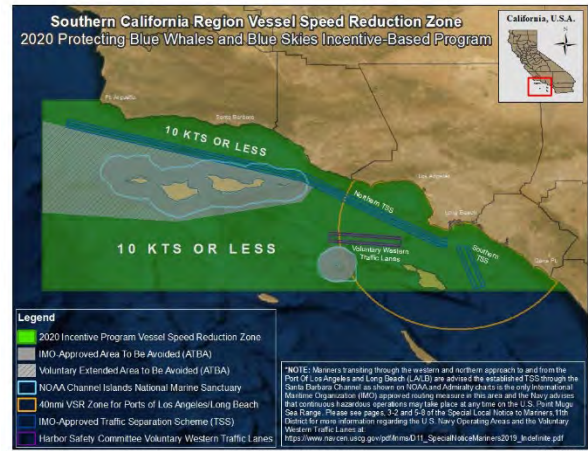 Southern California Region Vessel Speed Reduction Zone
2020 Protecting Blue Whales and Blue Skies Incentive-Based Program
California, U.S.A.
N
Pt. Arguello
Santa Barbara
10 KTS OR LESS
Los Angeles
Northern TSS
Long Beach
10 KTS OR LESS
Voluntary Western
Traffic Lanes
Southern
TSS
Dana Pt.
Legend
2020 Incentive Program Vessel Speed Reduction Zone
IMO-Approved Area To Be Avoided (ATBA)
Voluntary Extended Area to Be Avoided (ATBA)
NOAA Channel Islands National Marine Sanctuary
40nmi VSR Zone for Ports of Los Angeles/Long Beach
IMO-Approved Traffic Separation Scheme (TSS)
Harbor Safety Committee Voluntary Western Traffic Lanes
*NOTE: Mariners transiting through the western and northern approach to and from the
Port Of Los Angeles and Long Beach (LA/LB) are advised the established TSS through the
Santa Barbara Channel as shown on NOAA and Admiralty charts is the only International
Maritime Organization (IMO) approved routing measure in this area and the Navy advises
that continuous hazardous operations may take place at any time on the U.S. Point Mugu
Sea Range. Please see pages, 3-2 and 5-8 of the Special Local Notice to Mariners,11th
District for more information regarding the U.S. Navy Operating Areas and the Voluntary
Western Traffic Lanes at:
https://www.navcen.uscg.gov/pdf/lnms/D11_SpecialNoticeMariners2019_Indefinite.pdf